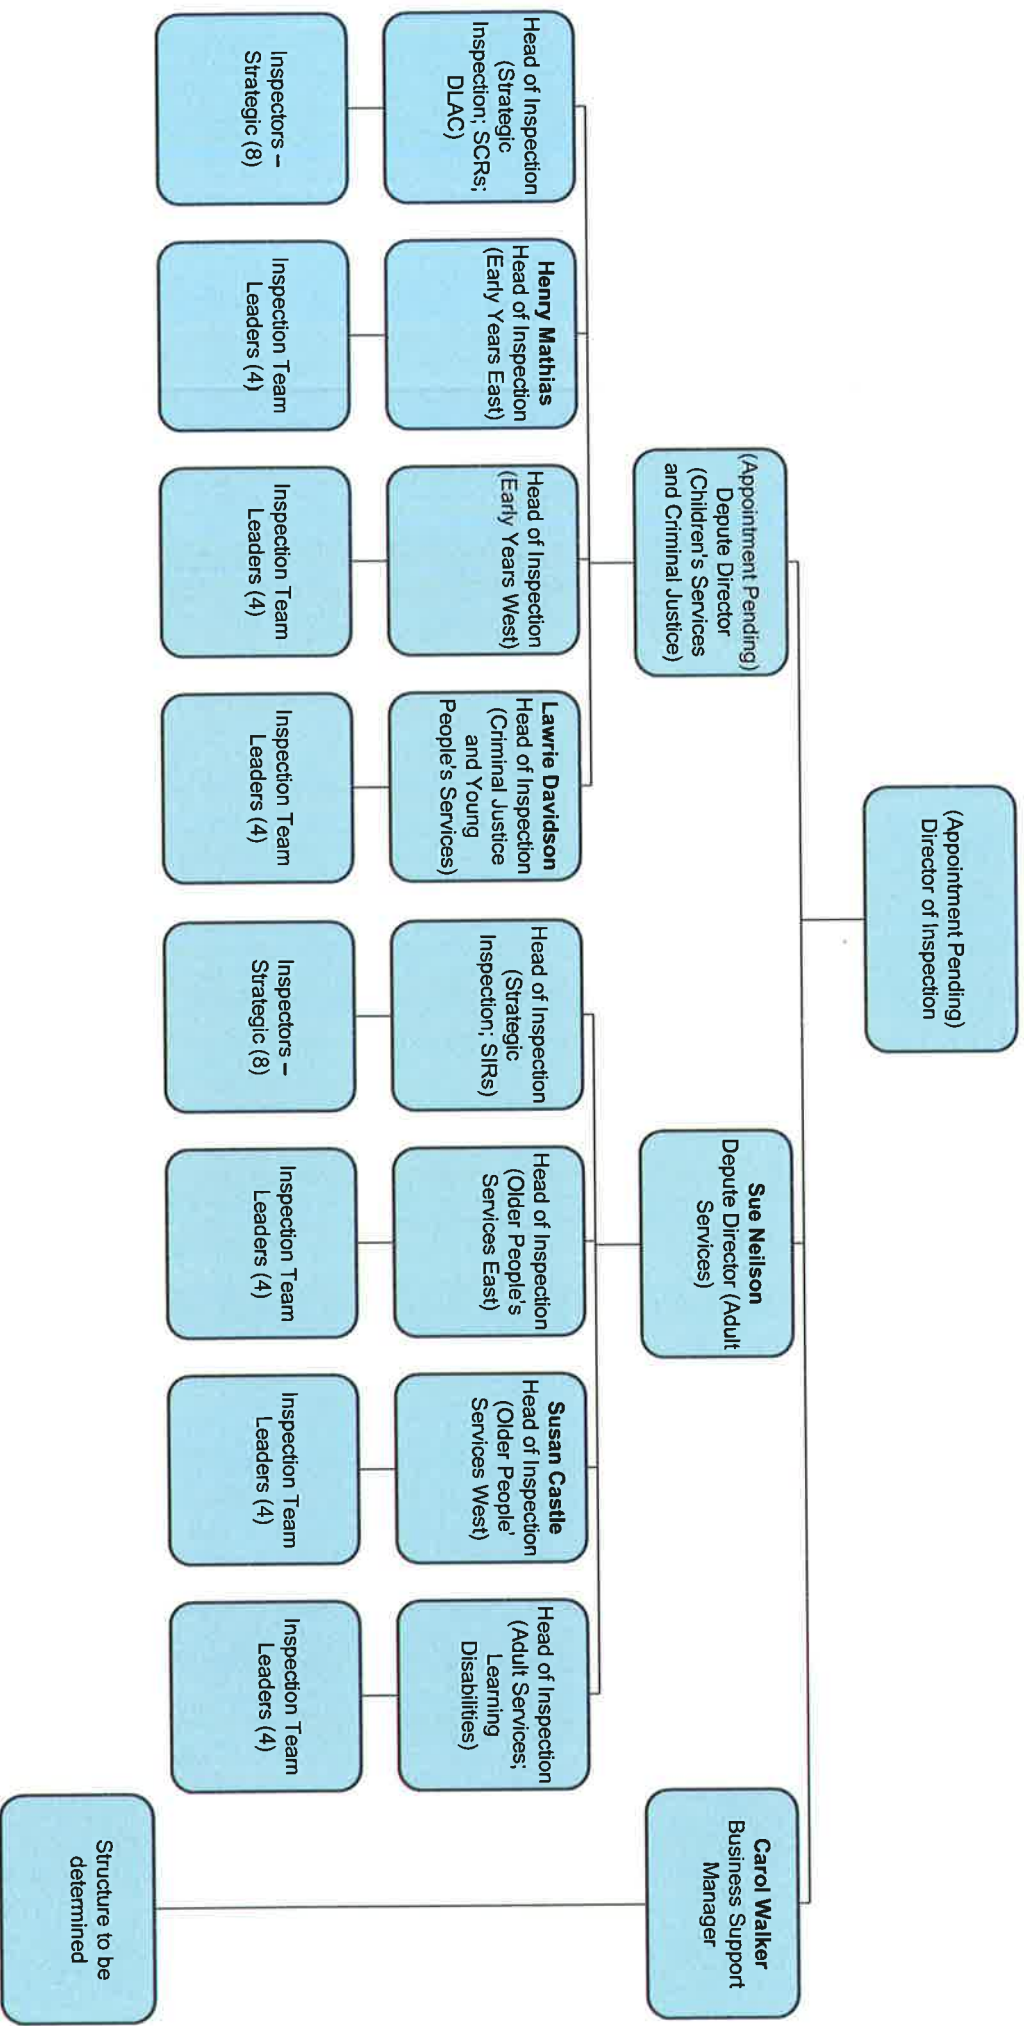 (Appointment Pending)
Director of Inspection
(Appointment Pending)
Depute Director
(Children's Services
and Criminal Justice)
Sue Neilson
Depute Director (Adult
Services)
Carol Walker
Business Support
Manager
Head of Inspection
(Strategic
Inspection; SCRs;
DLAC)
Henry Mathias
Head of Inspection
(Early Years East)
Head of Inspection
(Early Years West)
Lawrie Davidson
Head of Inspection
(Criminal Justice
and Young
People's Services)
Head of Inspection
(Strategic
Inspection; SIRs)
Head of Inspection
(Older People's
Services East)
Susan Castle
Head of Inspection
(Older People'
Services West)
Head of Inspection
(Adult Services;
Learning
Disabilities)
Inspectors –
Strategic (8)
Inspection Team
Leaders (4)
Inspection Team
Leaders (4)
Inspection Team
Leaders (4)
Inspectors –
Strategic (8)
Inspection Team
Leaders (4)
Inspection Team
Leaders (4)
Inspection Team
Leaders (4)
Structure to be
determined